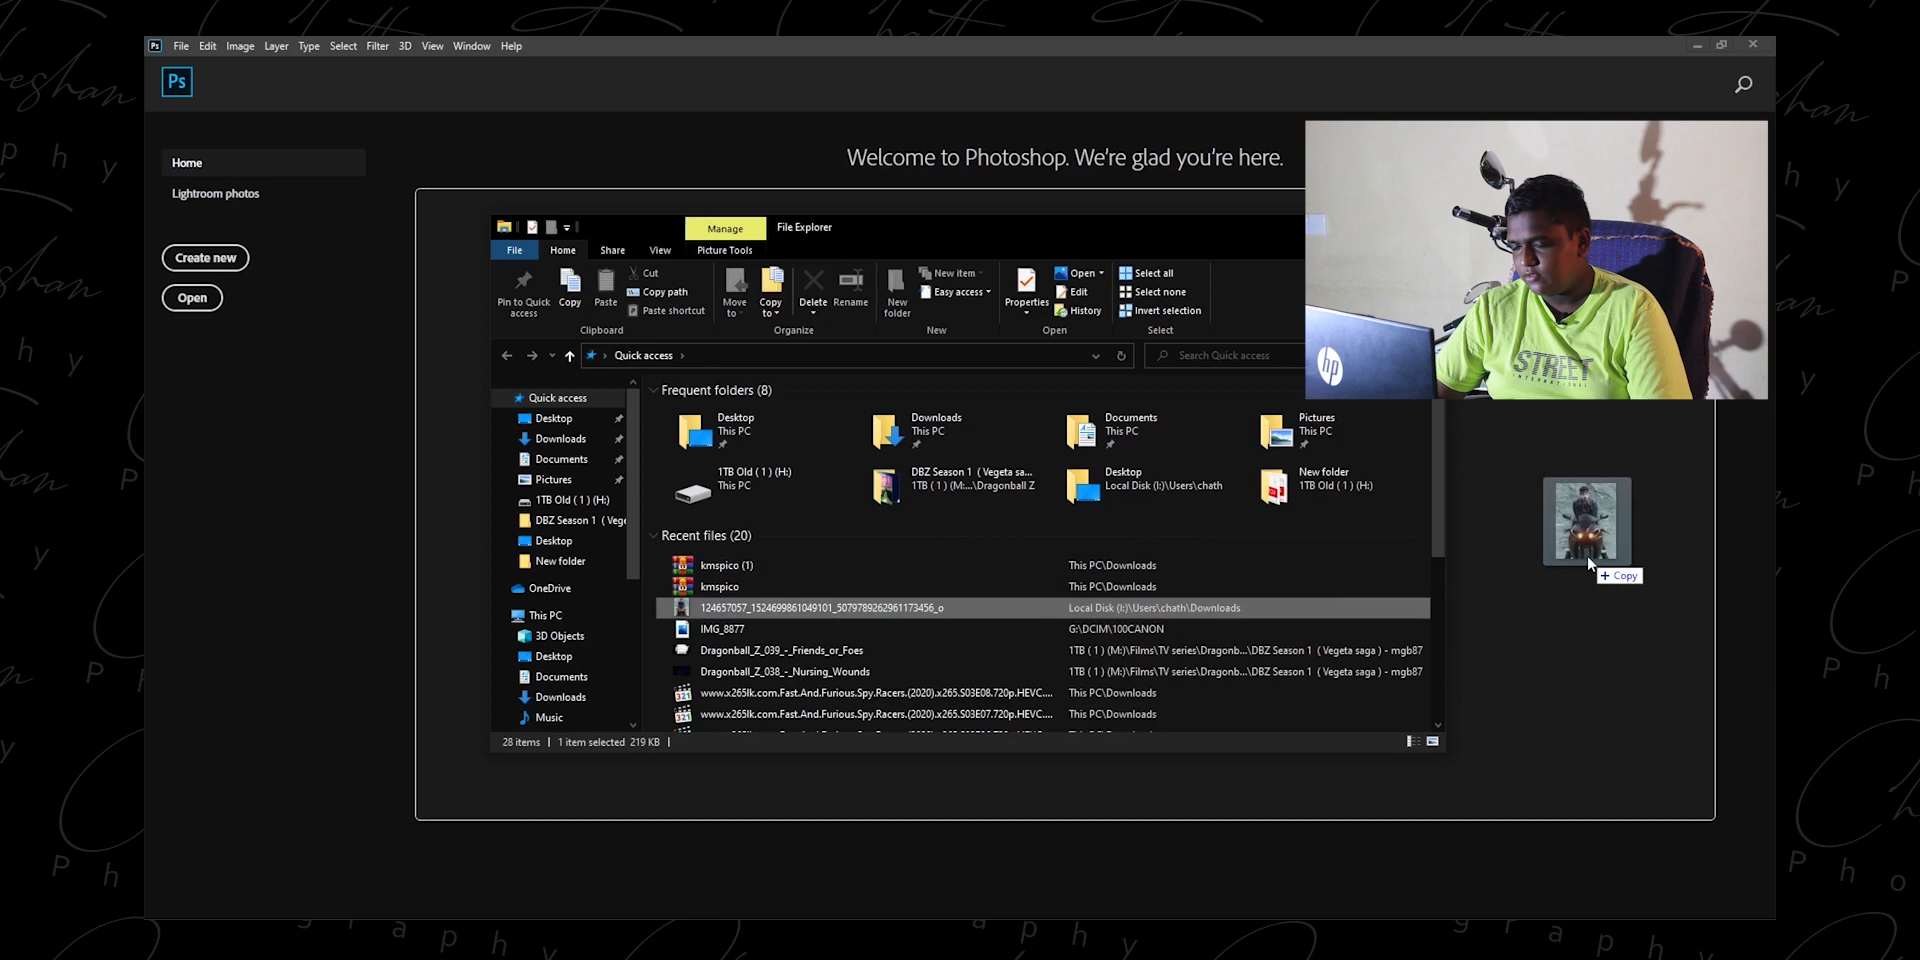 Ps File Edit Image Layer Type Select Filter 3D View Window Help
Ps
Home
Lightroom photos
Create new
Open
Welcome to Photoshop. We're glad you're here.
Manage File Explorer
File Home Share View Picture Tools
Pin to Quick access
Copy
Paste
Cut
Copy path
Paste shortcut
Clipboard
Move to
Copy to
Delete
Rename
Organize
New folder
New item
Easy access
New
Properties
Open
Edit
History
Open
Select all
Select none
Invert selection
Select
Quick access
Search Quick access
Quick access
Desktop
Downloads
Documents
Pictures
1TB Old ( 1 ) (H:)
DBZ Season 1 ( Vege
Desktop
New folder
OneDrive
This PC
3D Objects
Desktop
Documents
Downloads
Music
Frequent folders (8)
Desktop
This PC
Downloads
This PC
Documents
This PC
Pictures
This PC
1TB Old ( 1 ) (H:)
This PC
DBZ Season 1 ( Vegeta sa...
1TB ( 1 ) (M:...\Dragonball Z
Desktop
Local Disk (I:)\Users\chath
New folder
1TB Old ( 1 ) (H:)
Recent files (20)
kmspico (1) This PC\Downloads
kmspico This PC\Downloads
124657057_1524699861049101_5079789262961173456_o Local Disk (I:)\Users\chath\Downloads
IMG_8877 G:\DCIM\100CANON
Dragonball_Z_039_-_Friends_or_Foes 1TB ( 1 ) (M:)\Films\TV series\Dragonb...\DBZ Season 1 ( Vegeta saga ) - mgb87
Dragonball_Z_038_-_Nursing_Wounds 1TB ( 1 ) (M:)\Films\TV series\Dragonb...\DBZ Season 1 ( Vegeta saga ) - mgb87
www.x265lk.com.Fast.And.Furious.Spy.Racers.(2020).x265.S03E08.720p.HEVC.... This PC\Downloads
www.x265lk.com.Fast.And.Furious.Spy.Racers.(2020).x265.S03E07.720p.HEVC.... This PC\Downloads
28 items 1 item selected 219 KB
hp
STREET
INTERNATIONAL
+ Copy